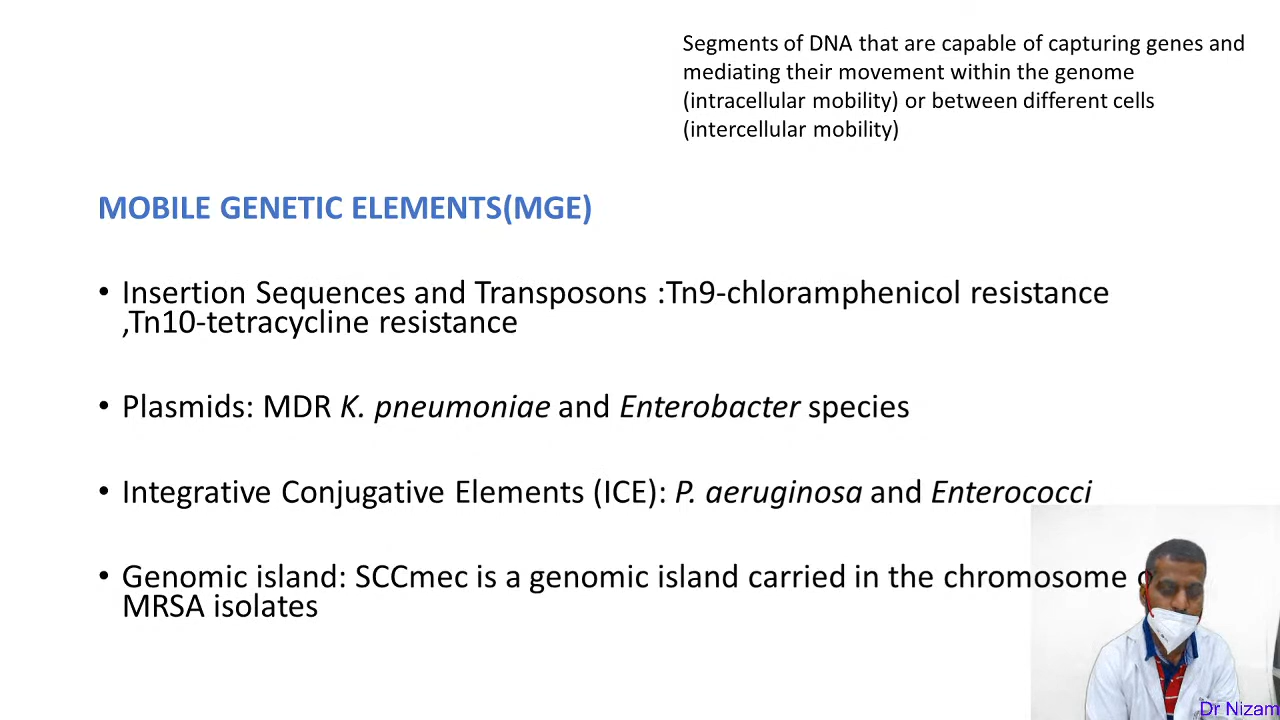 Segments of DNA that are capable of capturing genes and
mediating their movement within the genome
(intracellular mobility) or between different cells
(intercellular mobility)
MOBILE GENETIC ELEMENTS(MGE)
• Insertion Sequences and Transposons :Tn9-chloramphenicol resistance
,Tn10-tetracycline resistance
• Plasmids: MDR K. pneumoniae and Enterobacter species
• Integrative Conjugative Elements (ICE): P. aeruginosa and Enterococci
• Genomic island: SCCmec is a genomic island carried in the chromosome
MRSA isolates
Dr Nizam